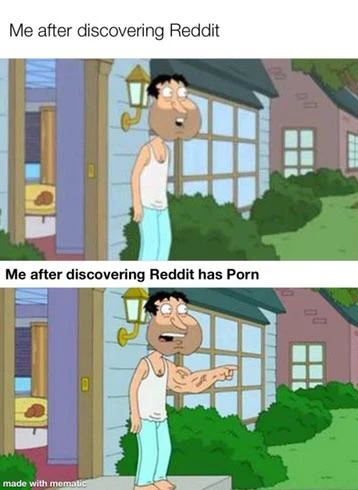 Me after discovering Reddit
Me after discovering Reddit has Porn
made with mematic